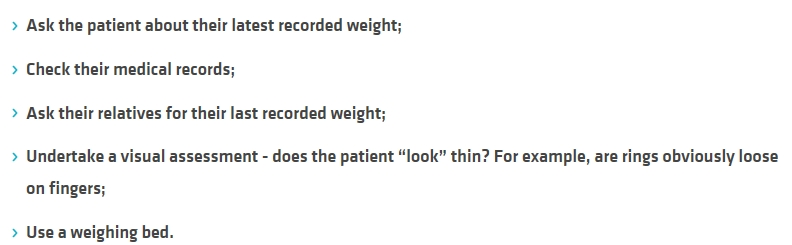 › Ask the patient about their latest recorded weight;
› Check their medical records;
› Ask their relatives for their last recorded weight;
› Undertake a visual assessment - does the patient “look” thin? For example, are rings obviously loose
on fingers;
› Use a weighing bed.